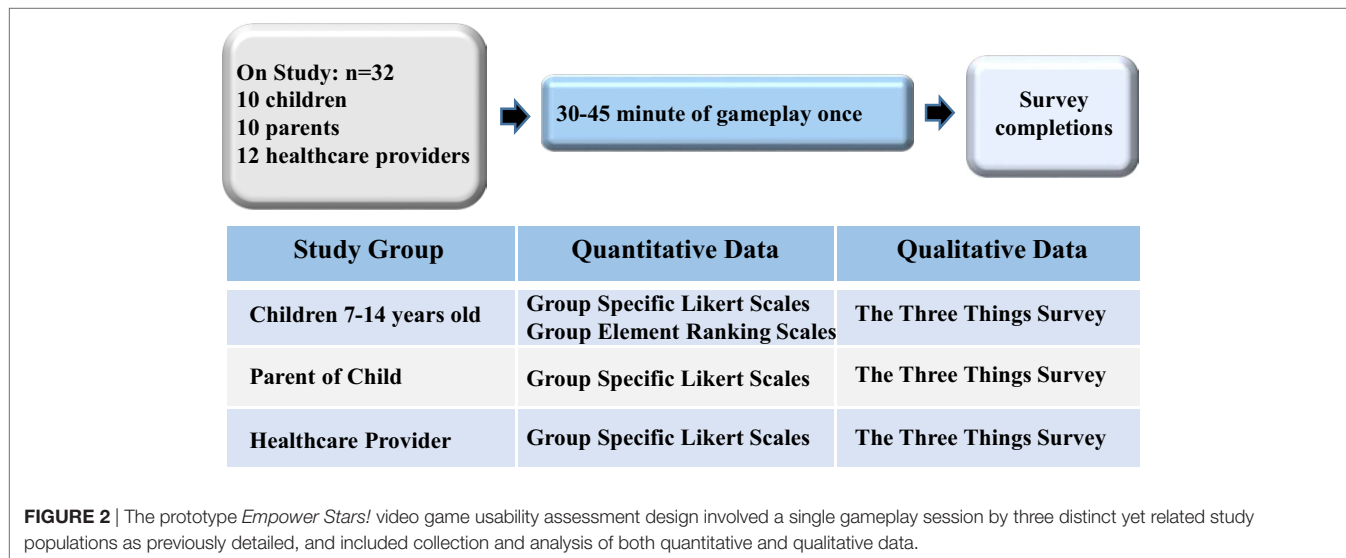 On Study: n=32
10 children
10 parents
12 healthcare providers
30-45 minute of gameplay once
Survey
completions
Study Group Quantitative Data Qualitative Data
Children 7-14 years old Group Specific Likert Scales The Three Things Survey
Group Element Ranking Scales
Parent of Child Group Specific Likert Scales The Three Things Survey
Healthcare Provider Group Specific Likert Scales The Three Things Survey
FIGURE 2 | The prototype Empower Stars! video game usability assessment design involved a single gameplay session by three distinct yet related study
populations as previously detailed, and included collection and analysis of both quantitative and qualitative data.